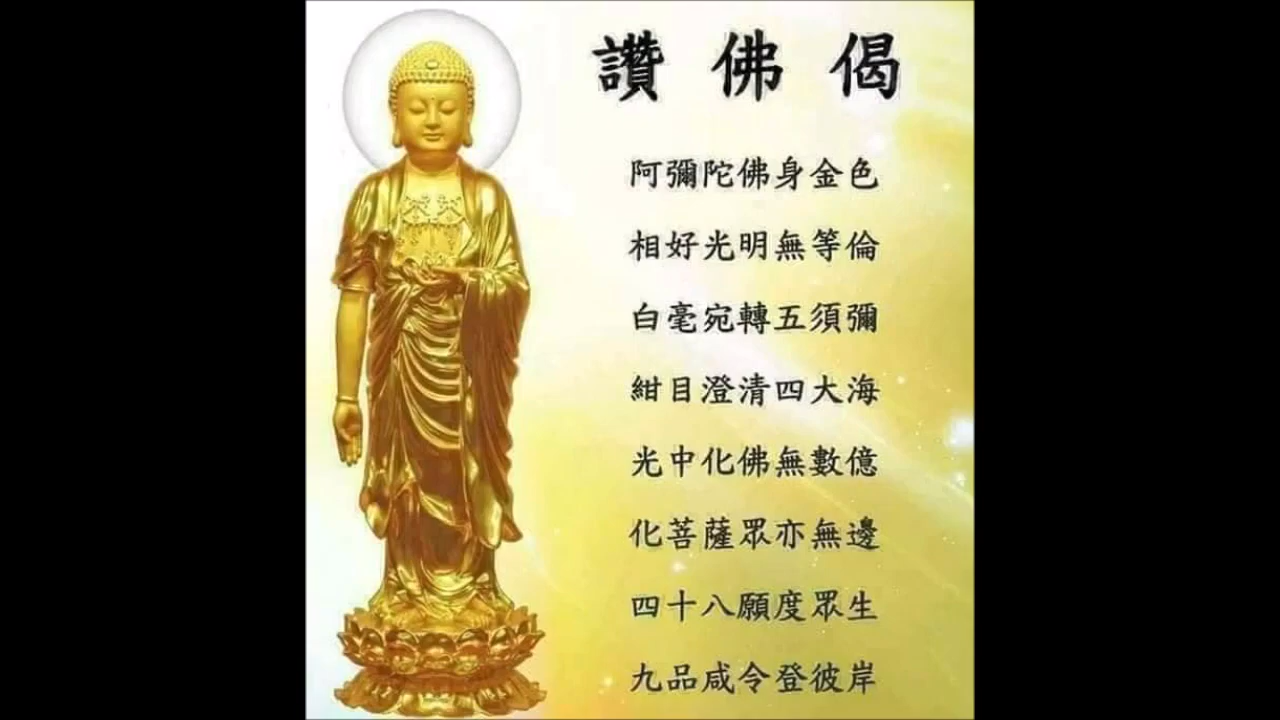 讚佛偈
阿彌陀佛身金色
相好光明無等倫
白毫宛轉五須彌
紺目澄清四大海
光中化佛無數億
化菩薩眾亦無邊
四十八願度眾生
九品咸令登彼岸